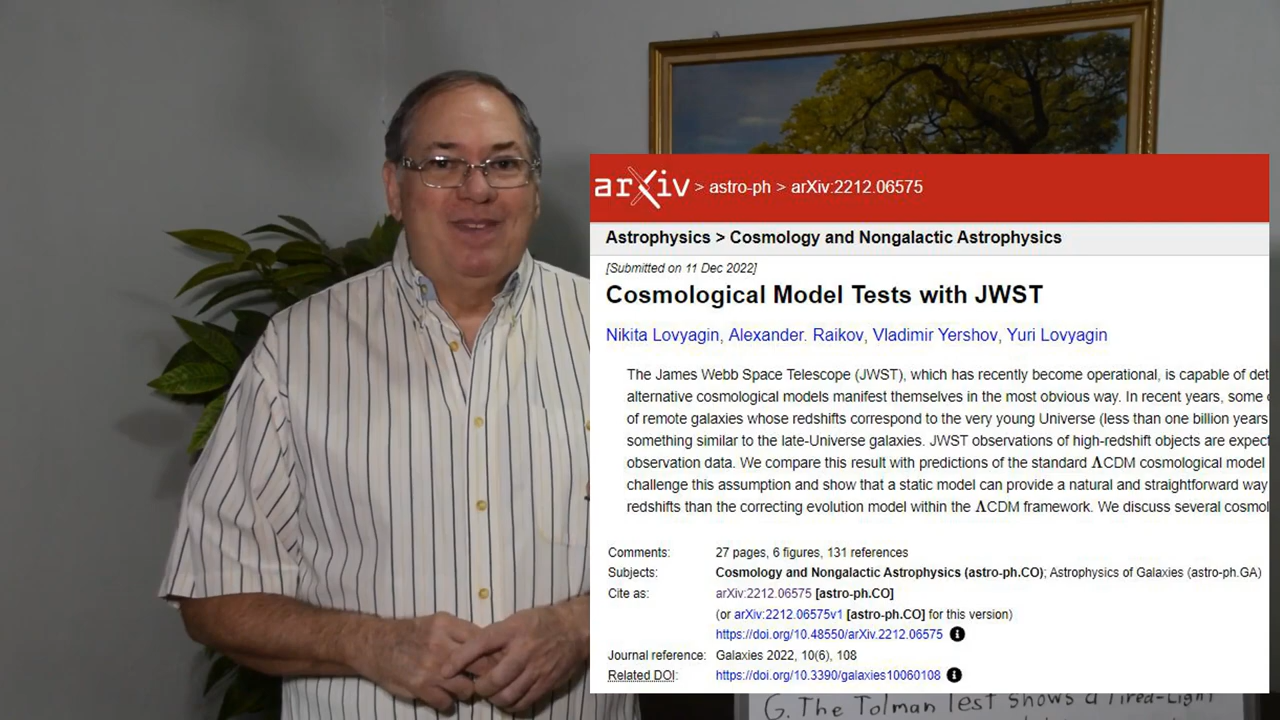 arXiv > astro-ph > arXiv:2212.06575
Astrophysics > Cosmology and Nongalactic Astrophysics
[Submitted on 11 Dec 2022]
Cosmological Model Tests with JWST
Nikita Lovyagin, Alexander. Raikov, Vladimir Yershov, Yuri Lovyagin
The James Webb Space Telescope (JWST), which has recently become operational, is capable of det
alternative cosmological models manifest themselves in the most obvious way. In recent years, some
of remote galaxies whose redshifts correspond to the very young Universe (less than one billion years
something similar to the late-Universe galaxies. JWST observations of high-redshift objects are expect
observation data. We compare this result with predictions of the standard ΛCDM cosmological model
challenge this assumption and show that a static model can provide a natural and straightforward way
redshifts than the correcting evolution model within the ΛCDM framework. We discuss several cosmol
Comments: 27 pages, 6 figures, 131 references
Subjects: Cosmology and Nongalactic Astrophysics (astro-ph.CO); Astrophysics of Galaxies (astro-ph.GA)
Cite as: arXiv:2212.06575 [astro-ph.CO]
(or arXiv:2212.06575v1 [astro-ph.CO] for this version)
https://doi.org/10.48550/arXiv.2212.06575
Journal reference: Galaxies 2022, 10(6), 108
Related DOI: https://doi.org/10.3390/galaxies10060108
G. The Tolman Test Shows a Tired-Light